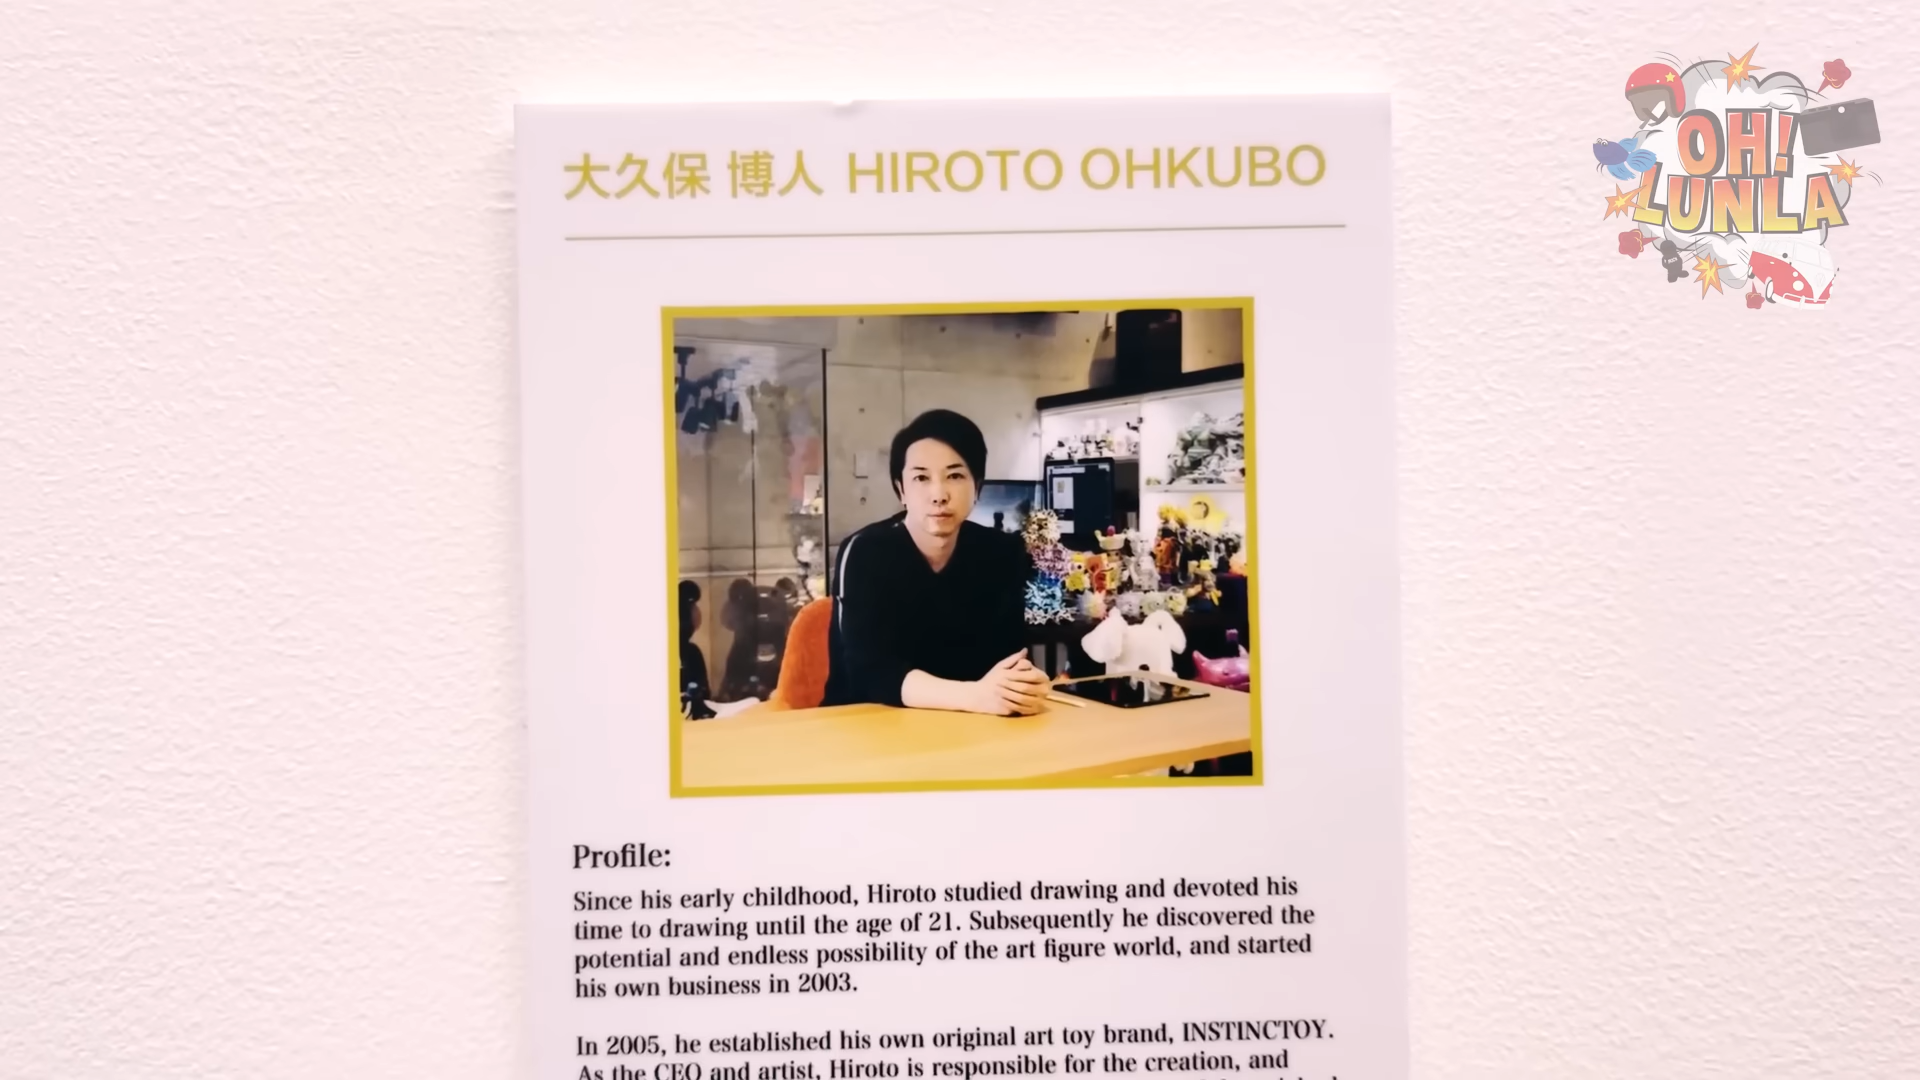 大久保 博人 HIROTO OHKUBO
OH!
LUNLA
Profile:
Since his early childhood, Hiroto studied drawing and devoted his
time to drawing until the age of 21. Subsequently he discovered the
potential and endless possibility of the art figure world, and started
his own business in 2003.
In 2005, he established his own original art toy brand, INSTINCTOY.
As the CEO and artist, Hiroto is responsible for the creation, and